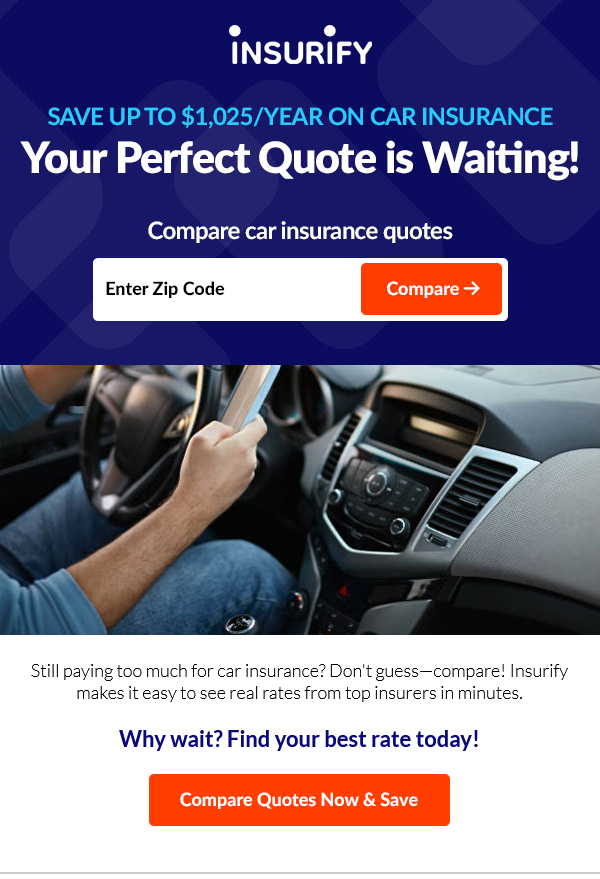 INSURIFY
SAVE UP TO $1,025/YEAR ON CAR INSURANCE
Your Perfect Quote is Waiting!
Compare car insurance quotes
Enter Zip Code
Compare →
Still paying too much for car insurance? Don't guess—compare! Insurify
makes it easy to see real rates from top insurers in minutes.
Why wait? Find your best rate today!
Compare Quotes Now & Save